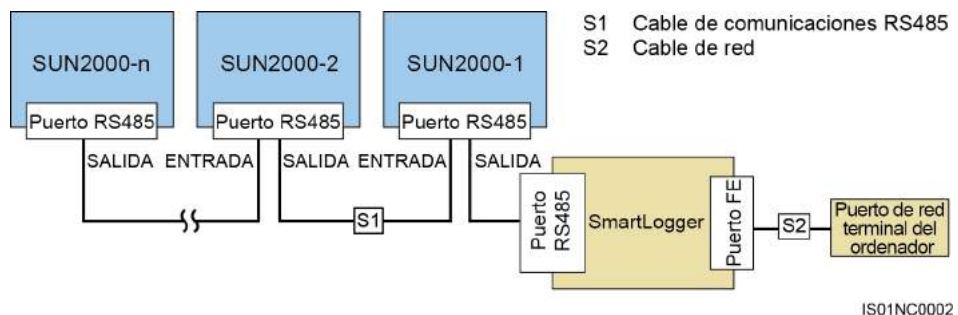 SUN2000-n
SUN2000-2
SUN2000-1
S1 Cable de comunicaciones RS485
S2 Cable de red
Puerto RS485
Puerto RS485
Puerto RS485
SALIDA
ENTRADA
SALIDA
ENTRADA
SALIDA
S1
Puerto
RS485
SmartLogger
Puerto FE
S2
Puerto de red
terminal del
ordenador
IS01NC0002